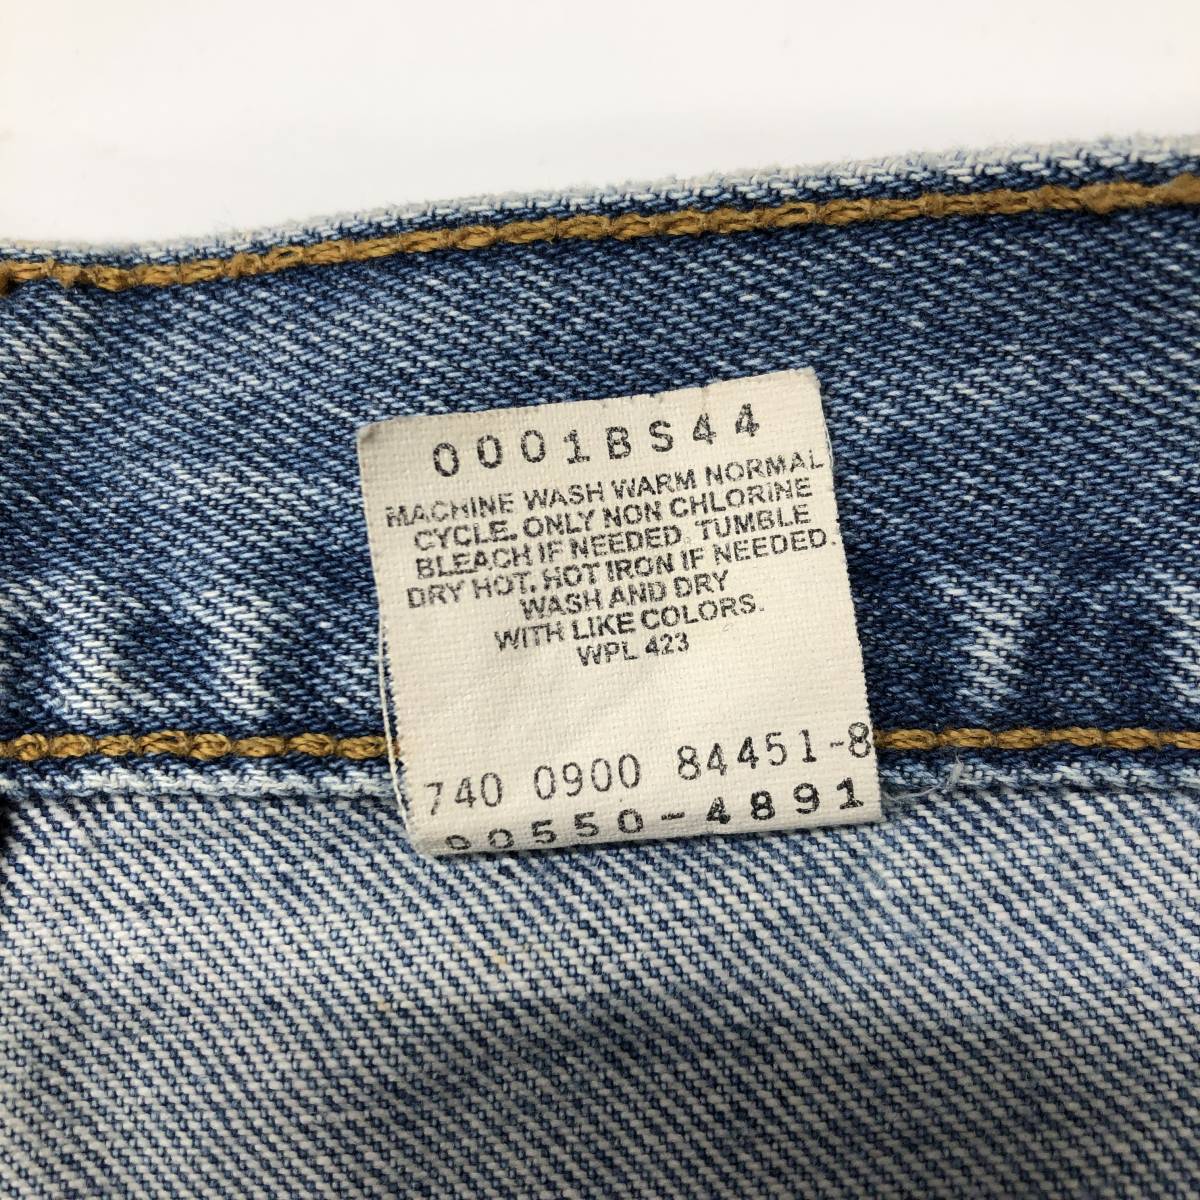 0001BS44
MACHINE WASH WARM NORMAL
CYCLE. ONLY NON CHLORINE
BLEACH IF NEEDED. TUMBLE
DRY HOT. HOT IRON IF NEEDED.
WASH AND DRY
WITH LIKE COLORS.
WPL 423
740 0900 84451-8
90550-4891